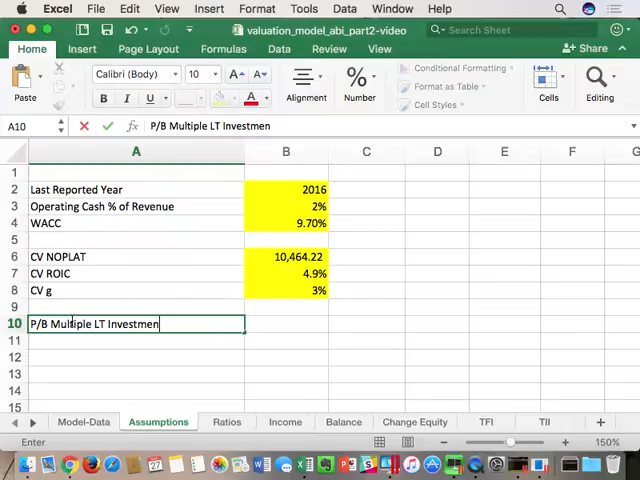 Excel File Edit View Insert Format Tools Data Window Help
valuation_model_abi_part2-video
Search Sheet
Home Insert Page Layout Formulas Data Review View
Share
Paste
Calibri (Body) 10
B I U
Alignment
Number
Conditional Formatting
Format as Table
Cell Styles
Cells
Editing
A10 fx P/B Multiple LT Investmen
A B C D E F G
1
2 Last Reported Year 2016
3 Operating Cash % of Revenue 2%
4 WACC 9.70%
5
6 CV NOPLAT 10,464.22
7 CV ROIC 4.9%
8 CV g 3%
9
10 P/B Multiple LT Investmen
11
12
13
14
15
Model-Data Assumptions Ratios Income Balance Change Equity TFI TII
Enter 150%